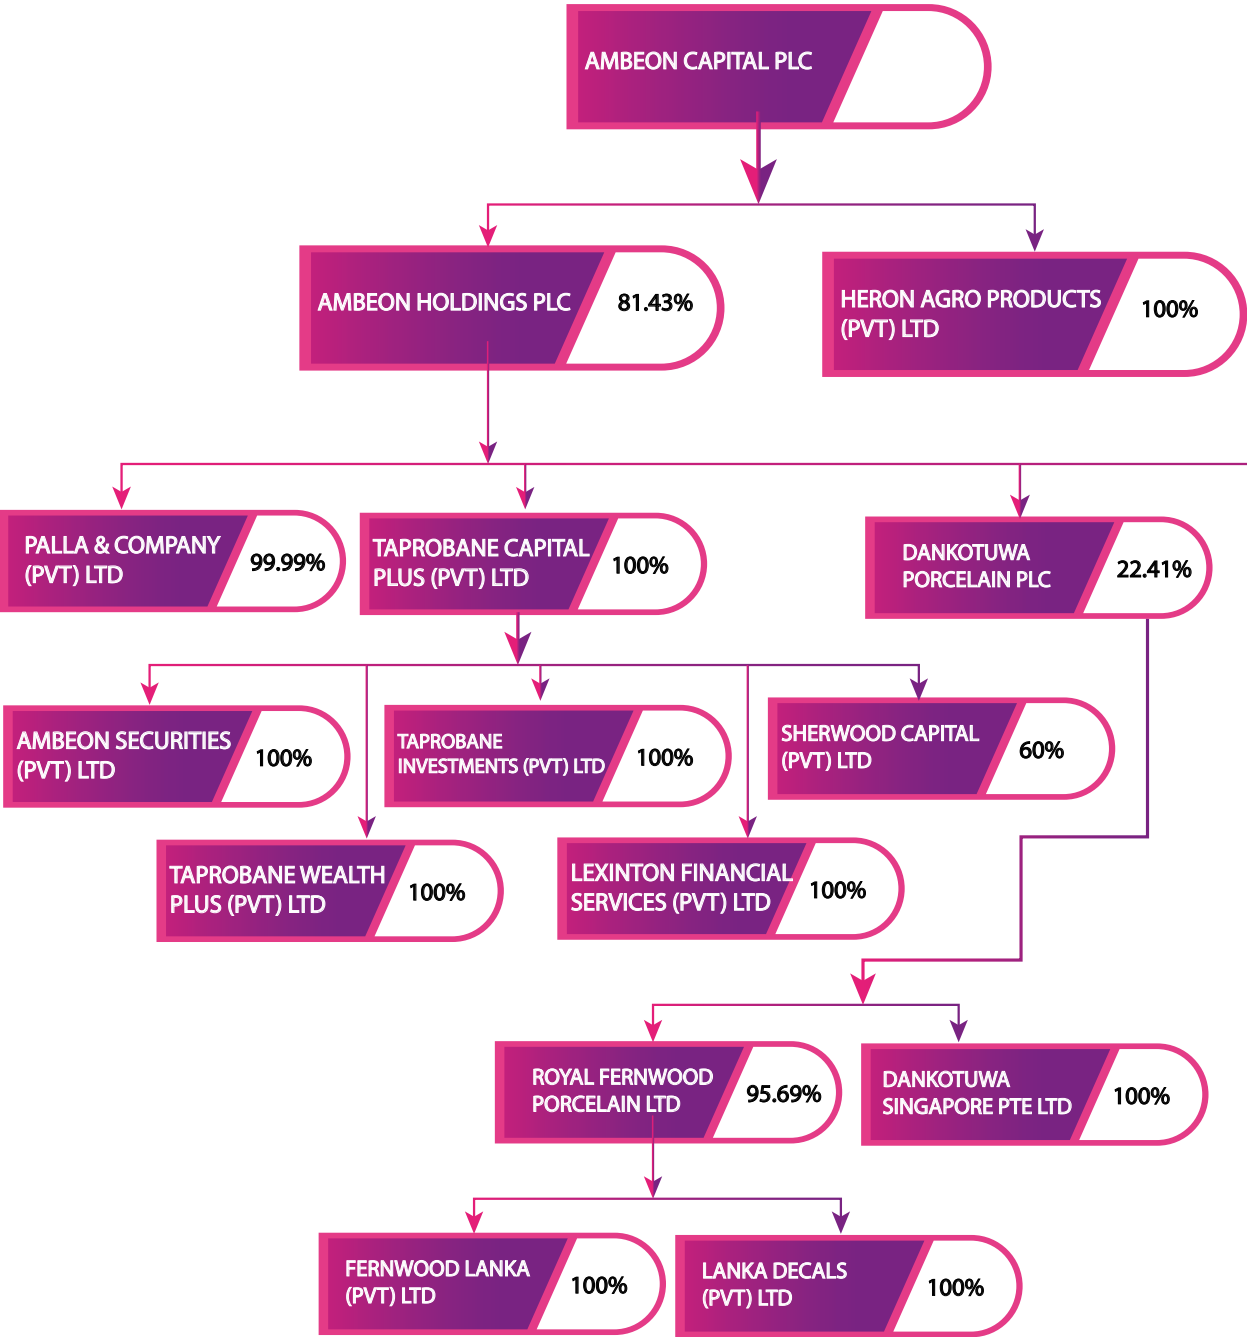 AMBEON CAPITAL PLC
AMBEON HOLDINGS PLC
81.43%
HERON AGRO PRODUCTS
(PVT) LTD
100%
PALLA & COMPANY
(PVT) LTD
99.99%
TAPROBANE CAPITAL
PLUS (PVT) LTD
100%
DANKOTUWA
PORCELAIN PLC
22.41%
AMBEON SECURITIES
(PVT) LTD
100%
TAPROBANE
INVESTMENTS (PVT) LTD
100%
SHERWOOD CAPITAL
(PVT) LTD
60%
TAPROBANE WEALTH
PLUS (PVT) LTD
100%
LEXINTON FINANCIAL
SERVICES (PVT) LTD
100%
ROYAL FERNWOOD
PORCELAIN LTD
95.69%
DANKOTUWA
SINGAPORE PTE LTD
100%
FERNWOOD LANKA
(PVT) LTD
100%
LANKA DECALS
(PVT) LTD
100%